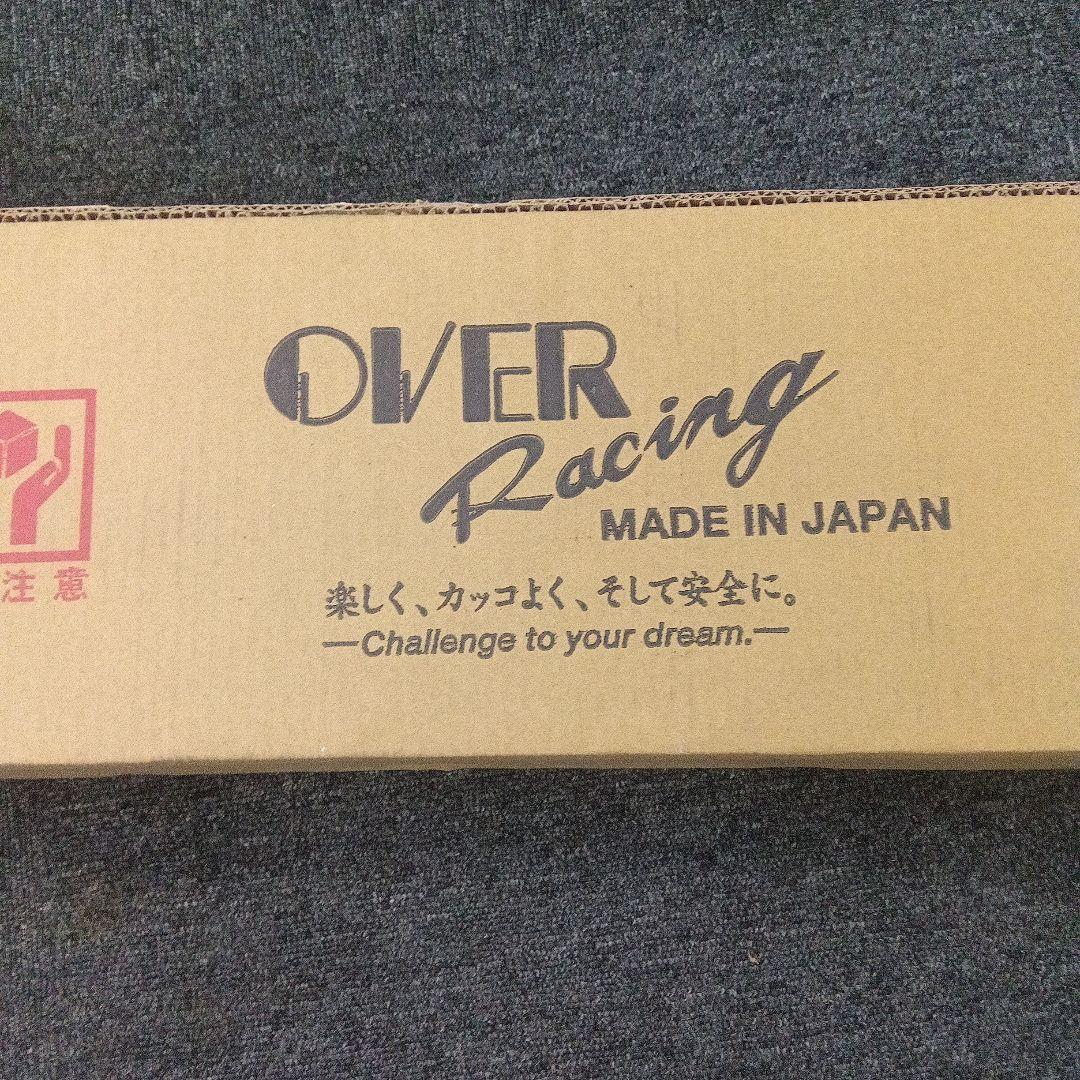 OVER
Racing
MADE IN JAPAN
楽しく、カッコよく、そして安全に。
—Challenge to your dream.—
注意